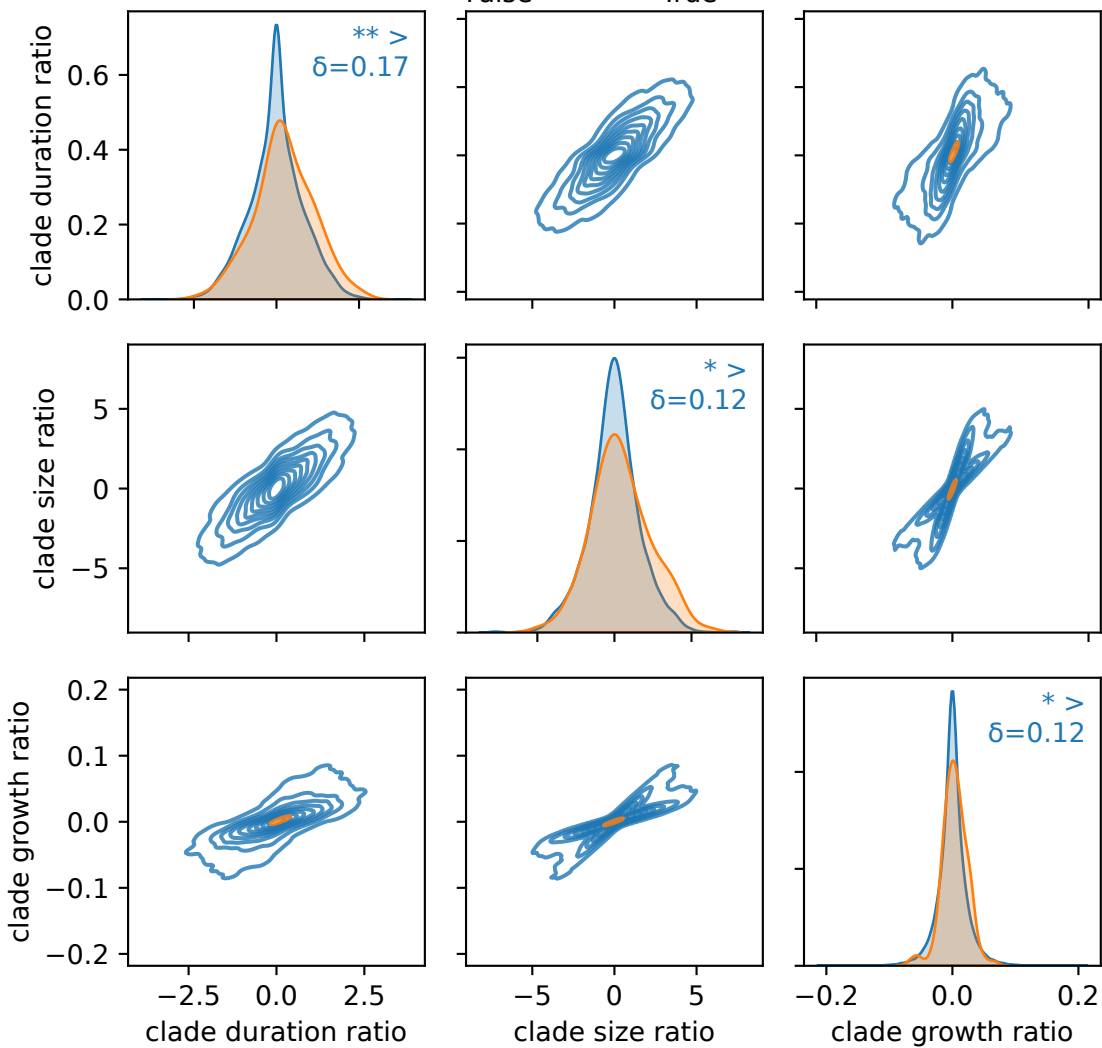 clade duration ratio
0.6
0.4
0.2
0.0
** >
δ=0.17
clade size ratio
5
0
−5
* >
δ=0.12
clade growth ratio
0.2
0.1
0.0
−0.1
−0.2
* >
δ=0.12
−2.5 0.0 2.5
−5 0 5
−0.2 0.0 0.2
clade duration ratio
clade size ratio
clade growth ratio